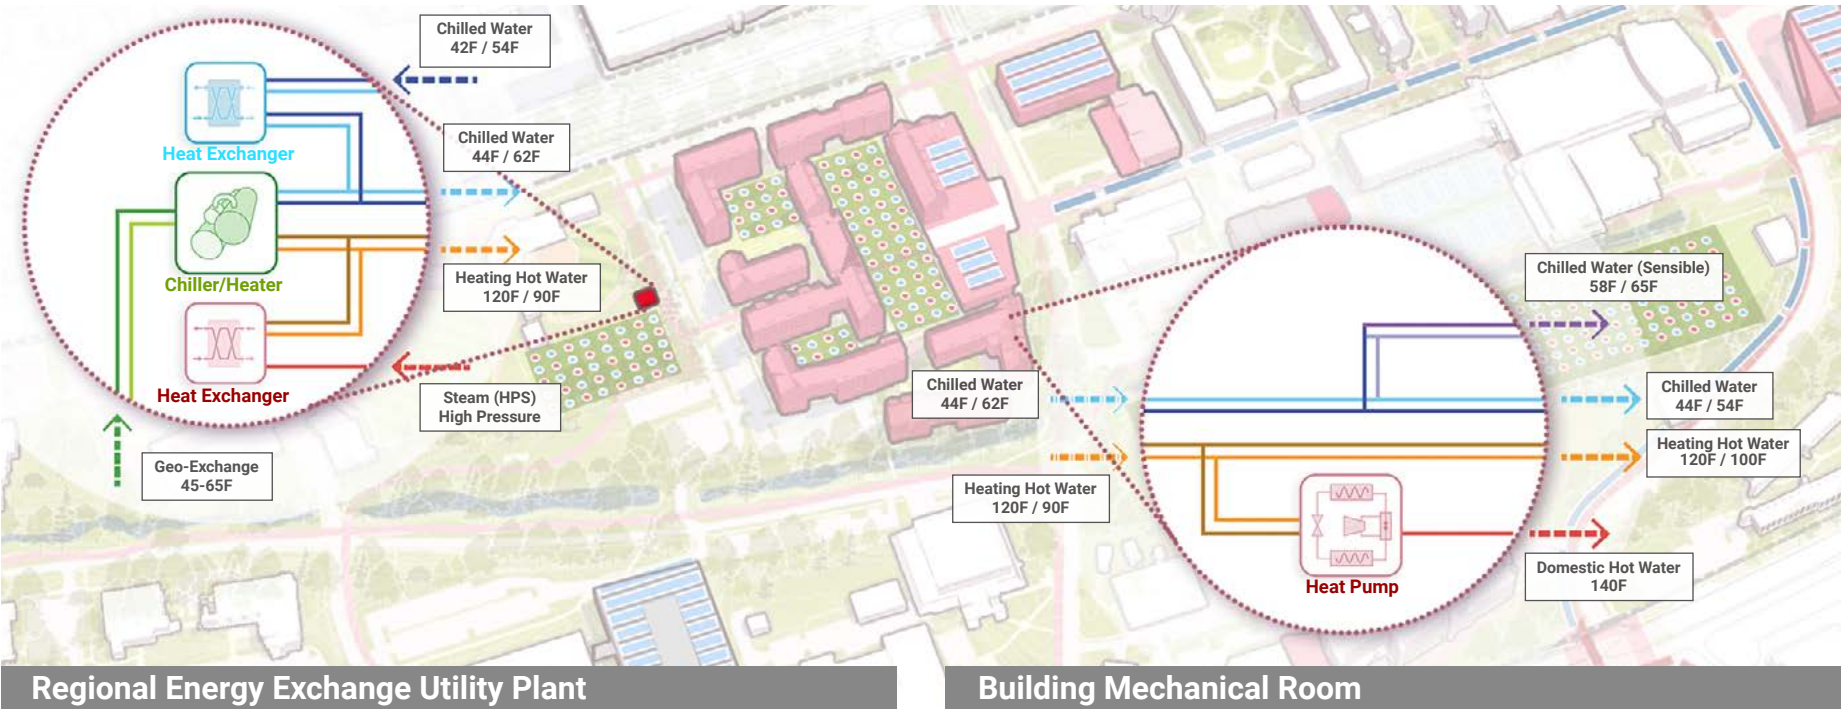 Chilled Water
42F / 54F
Heat Exchanger
Chilled Water
44F / 62F
Chiller/Heater
Heating Hot Water
120F / 90F
Heat Exchanger
Steam (HPS)
High Pressure
Geo-Exchange
45-65F
Regional Energy Exchange Utility Plant
Chilled Water (Sensible)
58F / 65F
Chilled Water
44F / 62F
Chilled Water
44F / 54F
Heating Hot Water
120F / 100F
Heating Hot Water
120F / 90F
Heat Pump
Domestic Hot Water
140F
Building Mechanical Room